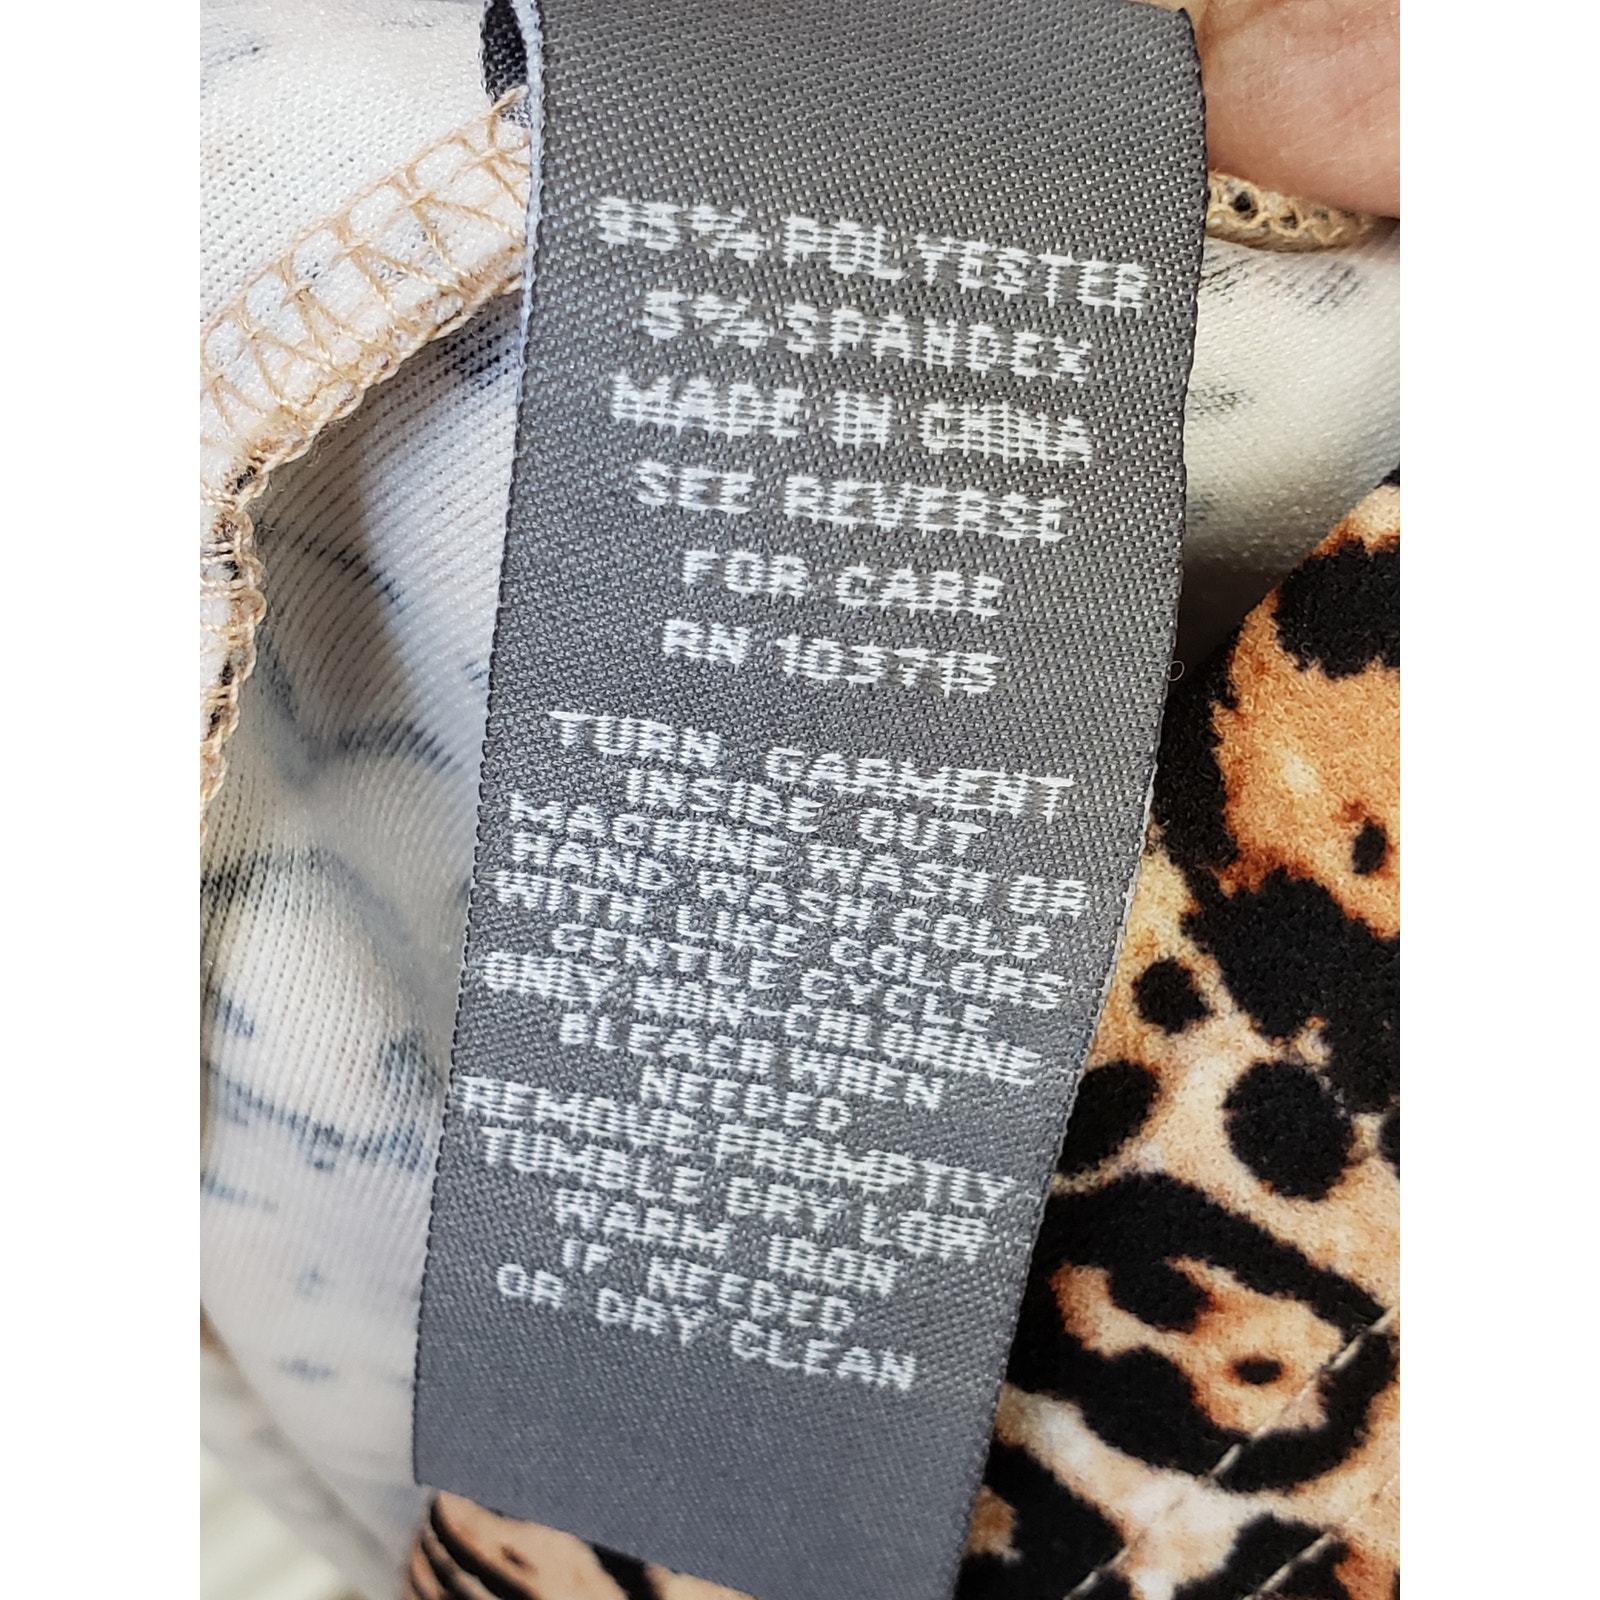 95% POLYESTER
5% SPANDEX
MADE IN CHINA
SEE REVERSE
FOR CARE
RN 103715
TURN GARMENT
INSIDE OUT
MACHINE WASH OR
HAND WASH COLD
WITH LIKE COLORS
GENTLE CYCLE
ONLY NON-CHLORINE
BLEACH WHEN
NEEDED
REMOVE PROMPTLY
TUMBLE DRY LOW
WARM IRON
IF NEEDED
OR DRY CLEAN